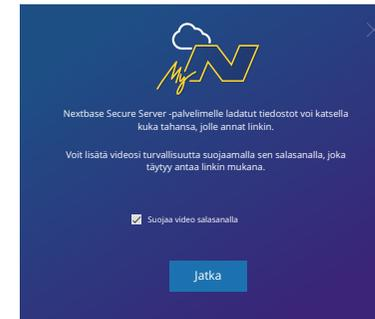 My N
Nextbase Secure Server -palvelimelle ladatut tiedostot voi katsella
kuka tahansa, jolle annat linkin.
Voit lisätä videosi turvallisuutta suojaamalla sen salasanalla, joka
täytyy antaa linkin mukana.
Suojaa video salasanalla
Jatka